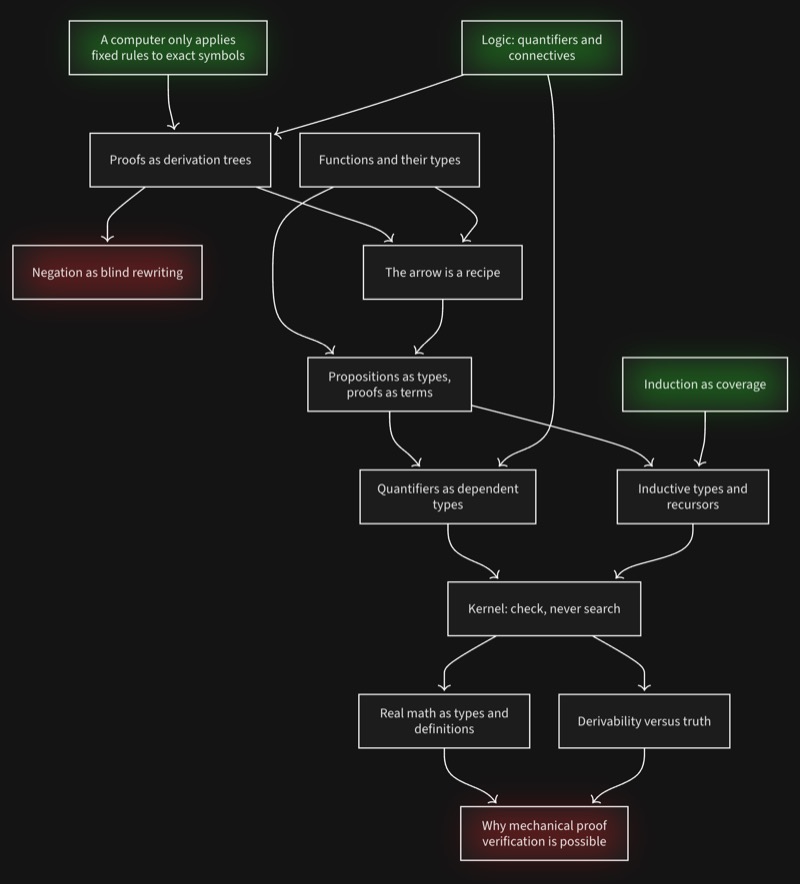 A computer only applies
fixed rules to exact symbols
Logic: quantifiers and
connectives
Proofs as derivation trees
Functions and their types
Negation as blind rewriting
The arrow is a recipe
Propositions as types,
proofs as terms
Induction as coverage
Quantifiers as dependent
types
Inductive types and
recursors
Kernel: check, never search
Real math as types and
definitions
Derivability versus truth
Why mechanical proof
verification is possible